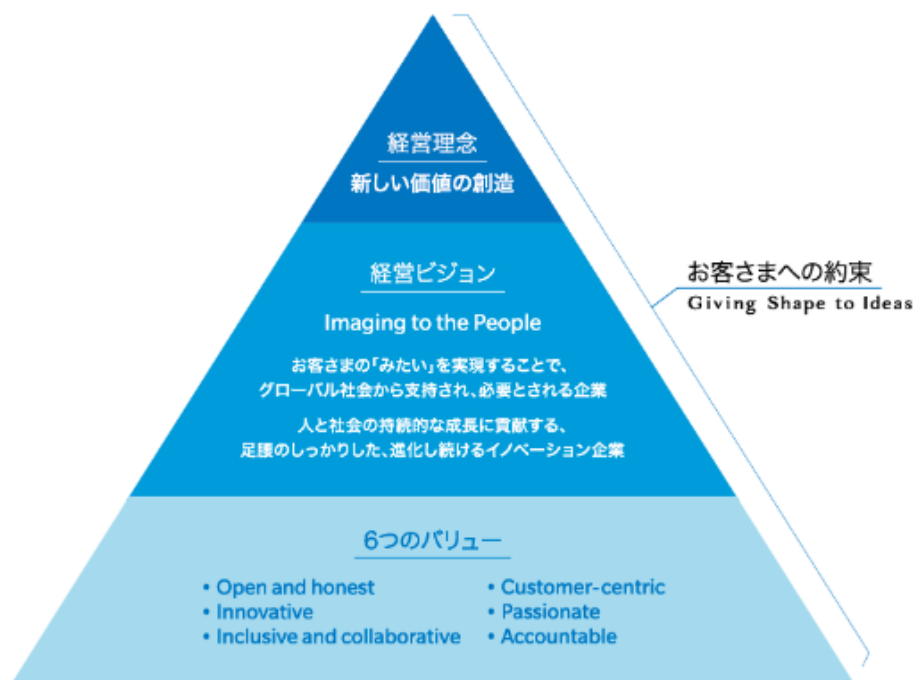 経営理念
新しい価値の創造
経営ビジョン
Imaging to the People
お客さまの「みたい」を実現することで、
グローバル社会から支持され、必要とされる企業
人と社会の持続的な成長に貢献する、
足腰のしっかりした、進化し続けるイノベーション企業
お客さまへの約束
Giving Shape to Ideas
6つのバリュー
• Open and honest
• Innovative
• Inclusive and collaborative
• Customer-centric
• Passionate
• Accountable